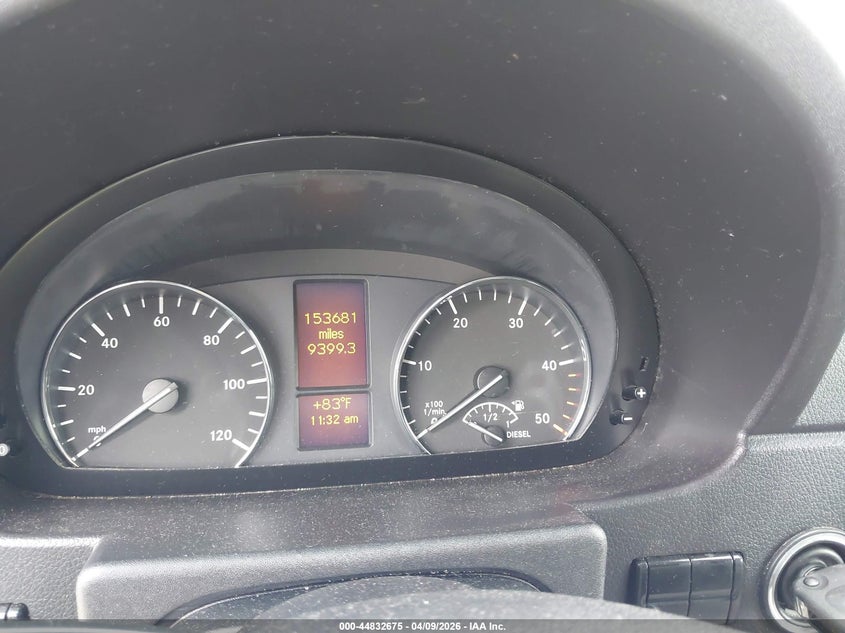 20 40 60 80 100 120
mph
153681
miles
9399.3
+83°F
11:32 am
10 20 30 40 50
x100
1/min
1/2
DIESEL
+
-
000-44832675 - 04/09/2026 - IAA Inc.